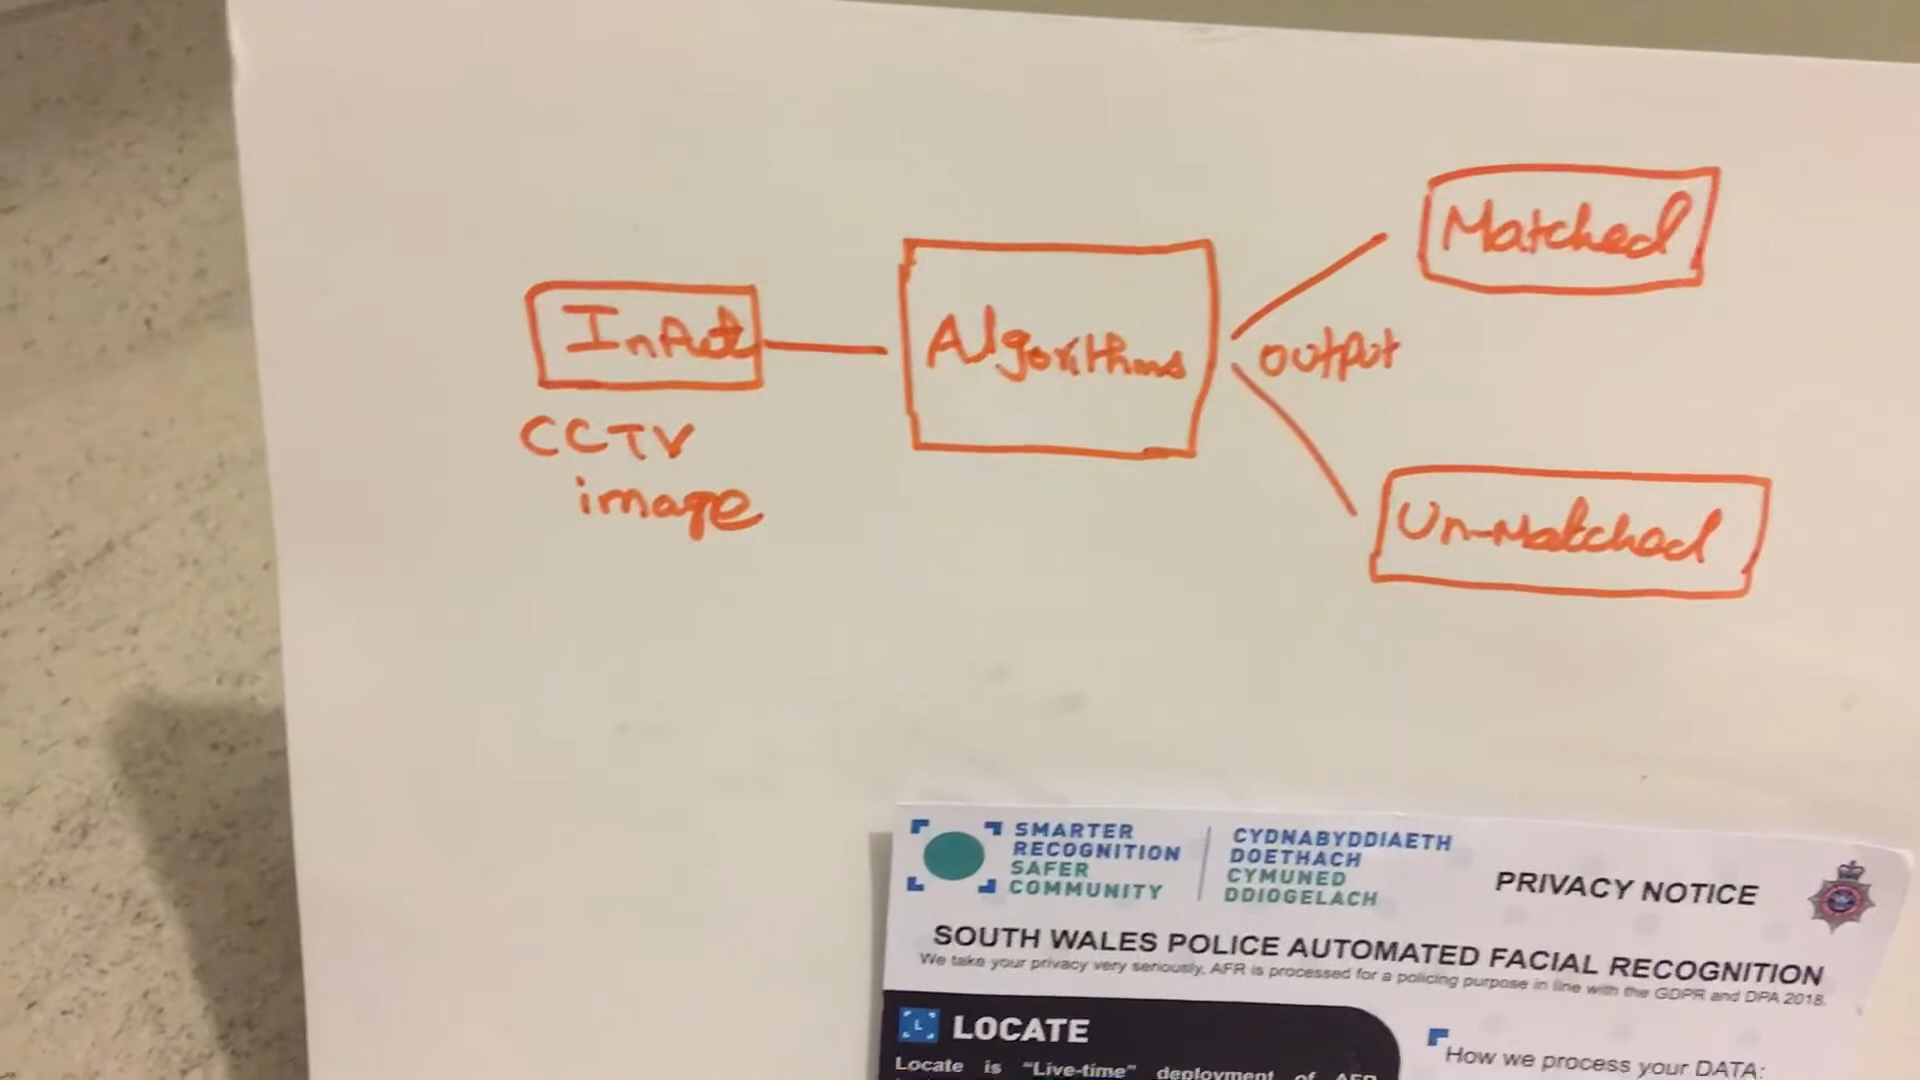 Matched
Input
Algorithms
output
CCTV
image
Un-Matched
SMARTER
RECOGNITION
SAFER
COMMUNITY
CYDNABYDDIAETH
DOETHACH
CYMUNED
DDIOGELACH
PRIVACY NOTICE
SOUTH WALES POLICE AUTOMATED FACIAL RECOGNITION
We take your privacy very seriously, AFR is processed for a policing purpose in line with the GDPR and DPA 2018.
L
LOCATE
Locate is "Live-time" deployment of AFR
How we process your DATA: